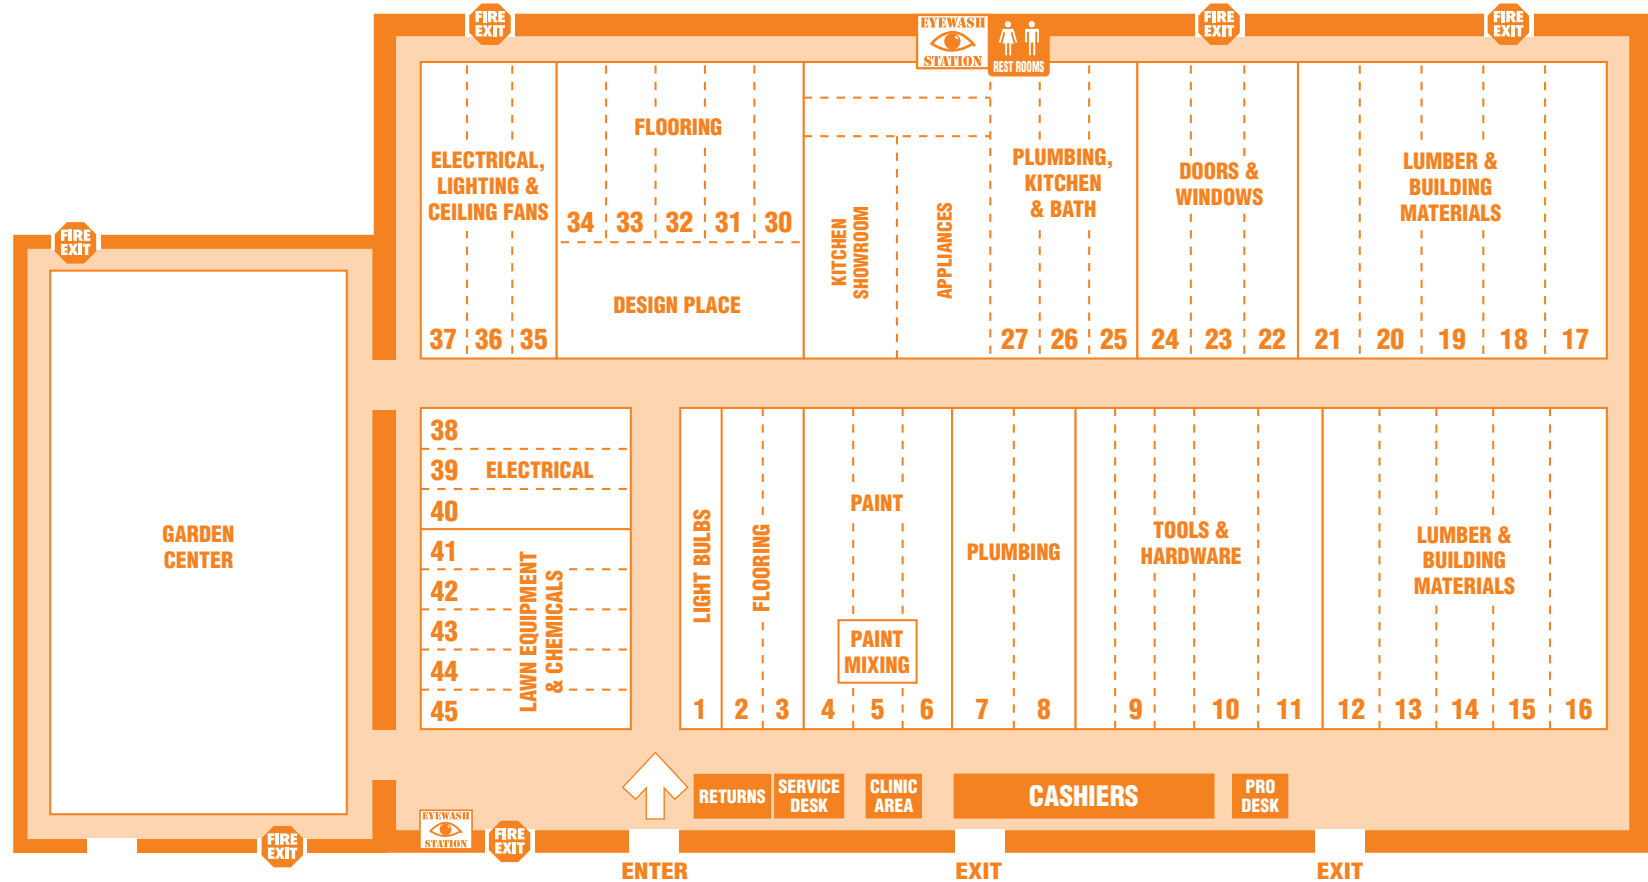 FIRE
EXIT
EYEWASH
STATION
REST ROOMS
FIRE
EXIT
FIRE
EXIT
FIRE
EXIT
ELECTRICAL,
LIGHTING &
CEILING FANS
37 36 35
FLOORING
34 33 32 31 30
DESIGN PLACE
KITCHEN
SHOWROOM
APPLIANCES
PLUMBING,
KITCHEN
& BATH
27 26 25
DOORS &
WINDOWS
24 23 22
LUMBER &
BUILDING
MATERIALS
21 20 19 18 17
GARDEN
CENTER
38
39 ELECTRICAL
40
41
42
43
44
45
LAWN EQUIPMENT
& CHEMICALS
LIGHT BULBS
1
FLOORING
2 3
PAINT
PAINT
MIXING
4 5 6
PLUMBING
7 8
TOOLS &
HARDWARE
9 10 11
LUMBER &
BUILDING
MATERIALS
12 13 14 15 16
RETURNS
SERVICE
DESK
CLINIC
AREA
CASHIERS
PRO
DESK
FIRE
EXIT
EYEWASH
STATION
FIRE
EXIT
ENTER
EXIT
EXIT